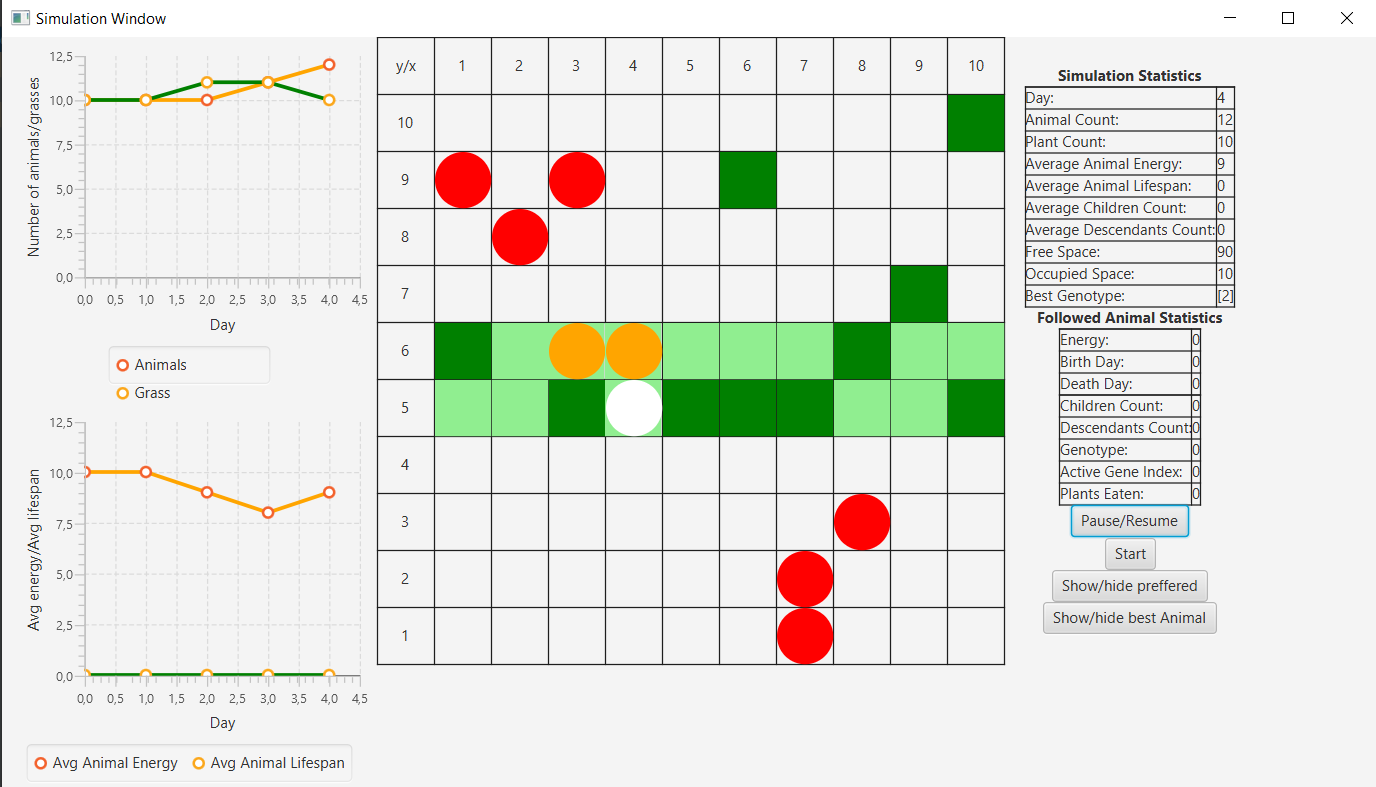 Simulation Window
12,5
10,0
7,5
5,0
2,5
0,0
Number of animals/grasses
0,0 0,5 1,0 1,5 2,0 2,5 3,0 3,5 4,0 4,5
Day
Animals
Grass
12,5
10,0
7,5
5,0
2,5
0,0
Avg energy/Avg lifespan
0,0 0,5 1,0 1,5 2,0 2,5 3,0 3,5 4,0 4,5
Day
Avg Animal Energy Avg Animal Lifespan
y/x 1 2 3 4 5 6 7 8 9 10
10
9
8
7
6
5
4
3
2
1
Simulation Statistics
Day: 4
Animal Count: 12
Plant Count: 10
Average Animal Energy: 9
Average Animal Lifespan: 0
Average Children Count: 0
Average Descendants Count: 0
Free Space: 90
Occupied Space: 10
Best Genotype: [2]
Followed Animal Statistics
Energy: 0
Birth Day: 0
Death Day: 0
Children Count: 0
Descendants Count: 0
Genotype: 0
Active Gene Index: 0
Plants Eaten: 0
Pause/Resume
Start
Show/hide preffered
Show/hide best Animal